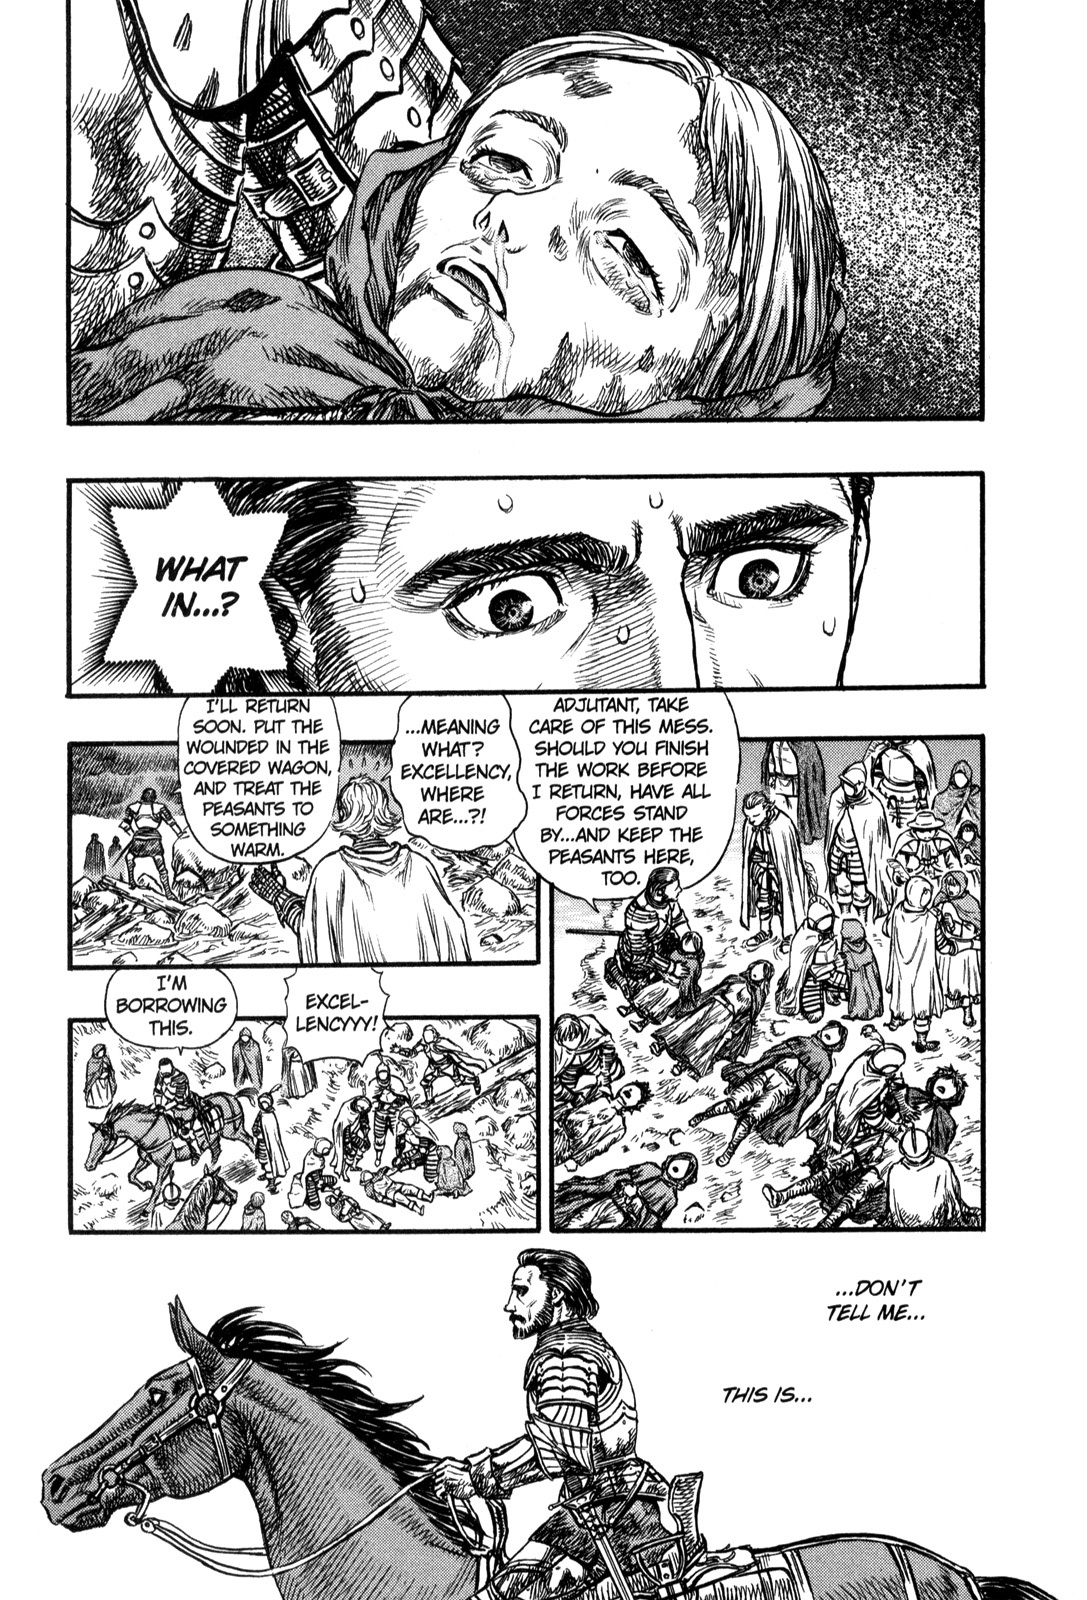 WHAT
IN...?
ADJUTANT, TAKE
CARE OF THIS MESS.
SHOULD YOU FINISH
THE WORK BEFORE
I RETURN, HAVE ALL
FORCES STAND
BY...AND KEEP THE
PEASANTS HERE,
TOO.
...MEANING
WHAT?
EXCELLENCY,
WHERE
ARE...?!
I'LL RETURN
SOON. PUT THE
WOUNDED IN THE
COVERED WAGON,
AND TREAT THE
PEASANTS TO
SOMETHING
WARM.
EXCEL-
LENCYYY!
I'M
BORROWING
THIS.
...DON'T
TELL ME...
THIS IS...